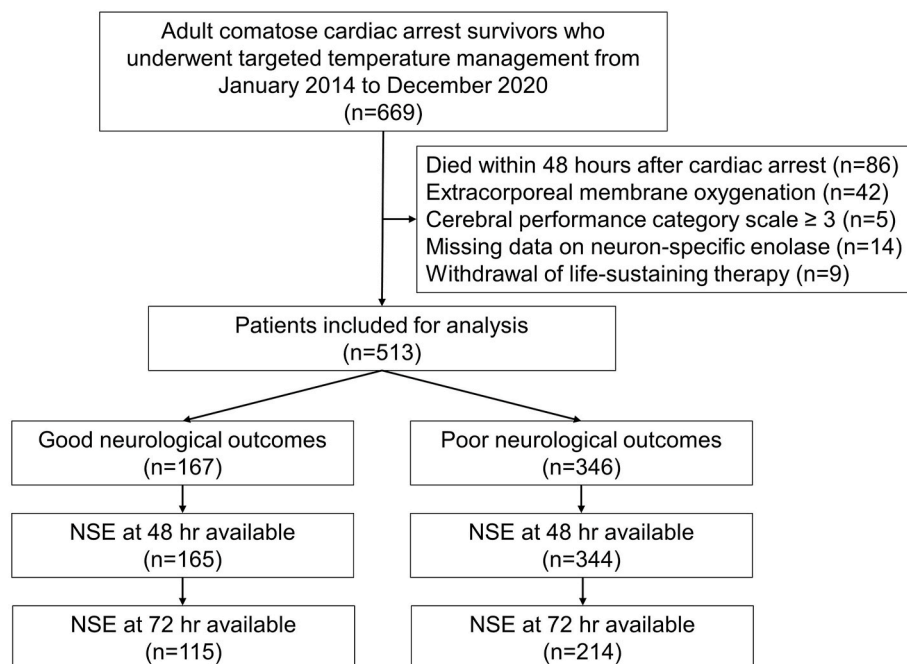 Adult comatose cardiac arrest survivors who
underwent targeted temperature management from
January 2014 to December 2020
(n=669)
Died within 48 hours after cardiac arrest (n=86)
Extracorporeal membrane oxygenation (n=42)
Cerebral performance category scale ≥ 3 (n=5)
Missing data on neuron-specific enolase (n=14)
Withdrawal of life-sustaining therapy (n=9)
Patients included for analysis
(n=513)
Good neurological outcomes
(n=167)
Poor neurological outcomes
(n=346)
NSE at 48 hr available
(n=165)
NSE at 48 hr available
(n=344)
NSE at 72 hr available
(n=115)
NSE at 72 hr available
(n=214)